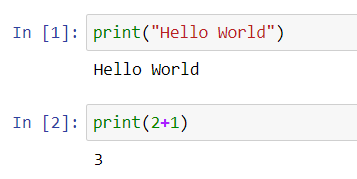 In [1]: print("Hello World")
Hello World
In [2]: print(2+1)
3